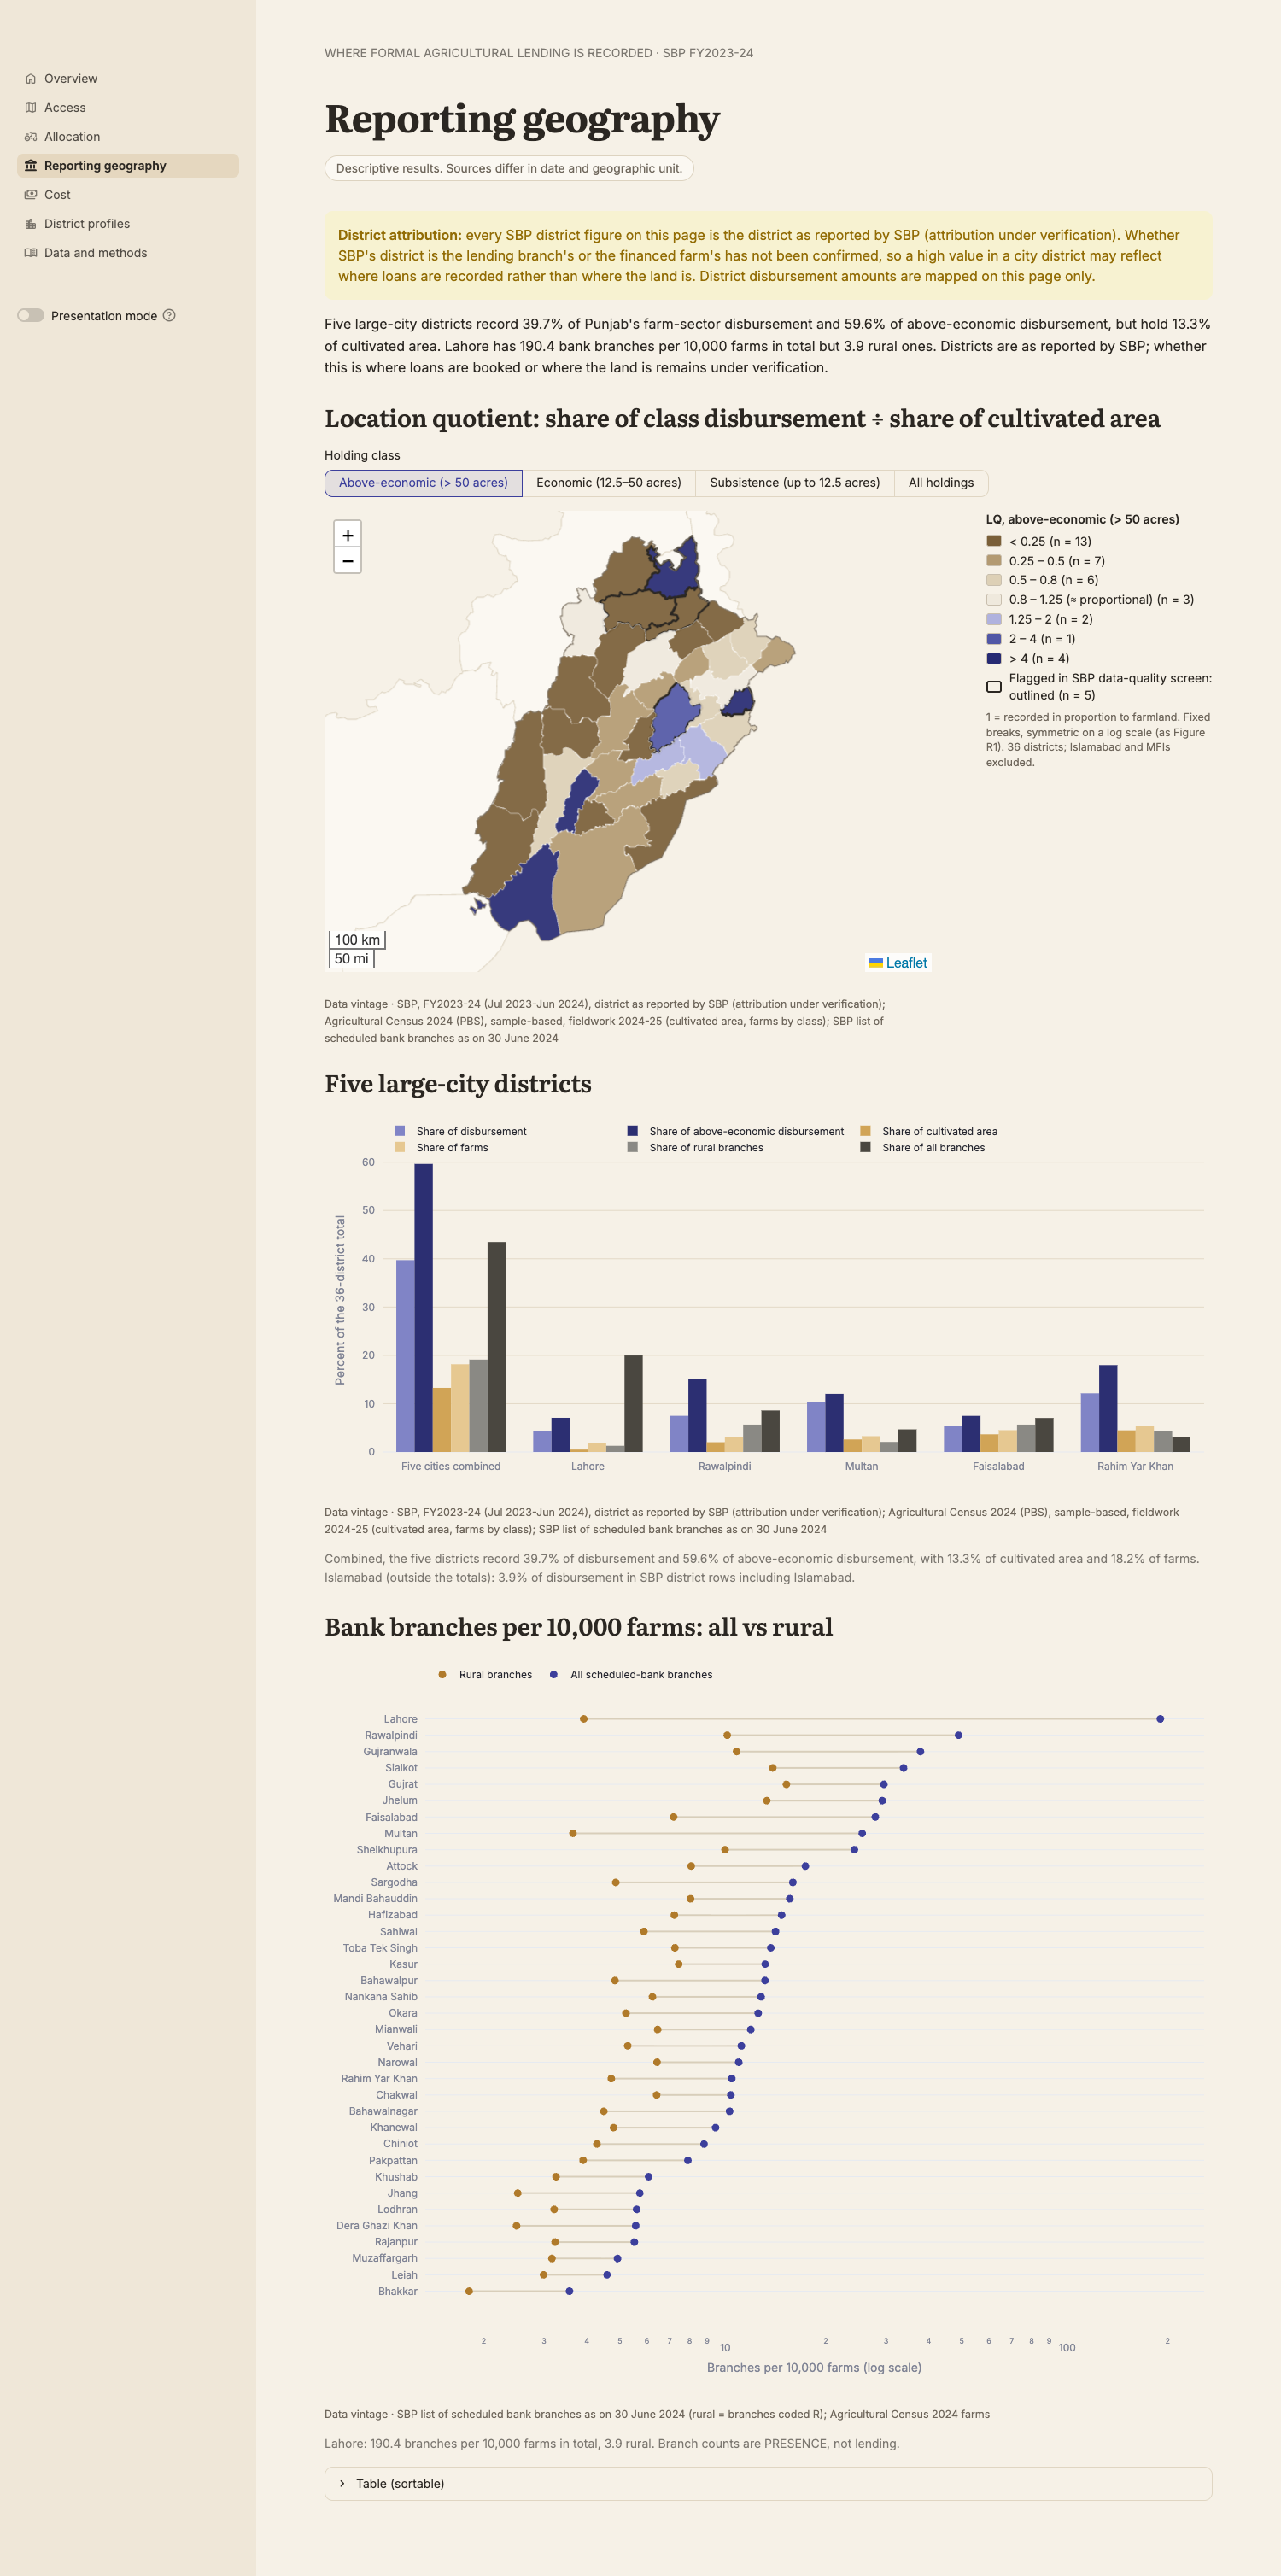 WHERE FORMAL AGRICULTURAL LENDING IS RECORDED · SBP FY2023-24
Overview
Access
Allocation
Reporting geography
Cost
District profiles
Data and methods
Presentation mode
Reporting geography
Descriptive results. Sources differ in date and geographic unit.
District attribution: every SBP district figure on this page is the district as reported by SBP (attribution under verification). Whether
SBP's district is the lending branch's or the financed farm's has not been confirmed, so a high value in a city district may reflect
where loans are recorded rather than where the land is. District disbursement amounts are mapped on this page only.
Five large-city districts record 39.7% of Punjab's farm-sector disbursement and 59.6% of above-economic disbursement, but hold 13.3%
of cultivated area. Lahore has 190.4 bank branches per 10,000 farms in total but 3.9 rural ones. Districts are as reported by SBP; whether
this is where loans are booked or where the land is remains under verification.
Location quotient: share of class disbursement ÷ share of cultivated area
Holding class
Above-economic (> 50 acres)
Economic (12.5–50 acres)
Subsistence (up to 12.5 acres)
All holdings
+
−
100 km
50 mi
Leaflet
LQ, above-economic (> 50 acres)
< 0.25 (n = 13)
0.25 – 0.5 (n = 7)
0.5 – 0.8 (n = 6)
0.8 – 1.25 (≈ proportional) (n = 3)
1.25 – 2 (n = 2)
2 – 4 (n = 1)
> 4 (n = 4)
Flagged in SBP data-quality screen:
outlined (n = 5)
1 = recorded in proportion to farmland. Fixed
breaks, symmetric on a log scale (as Figure
R1). 36 districts; Islamabad and MFIs
excluded.
Data vintage · SBP, FY2023-24 (Jul 2023-Jun 2024), district as reported by SBP (attribution under verification);
Agricultural Census 2024 (PBS), sample-based, fieldwork 2024-25 (cultivated area, farms by class); SBP list of
scheduled bank branches as on 30 June 2024
Five large-city districts
Share of disbursement
Share of above-economic disbursement
Share of cultivated area
Share of farms
Share of rural branches
Share of all branches
60
50
40
30
20
10
0
Percent of the 36-district total
Five cities combined
Lahore
Rawalpindi
Multan
Faisalabad
Rahim Yar Khan
Data vintage · SBP, FY2023-24 (Jul 2023-Jun 2024), district as reported by SBP (attribution under verification); Agricultural Census 2024 (PBS), sample-based, fieldwork
2024-25 (cultivated area, farms by class); SBP list of scheduled bank branches as on 30 June 2024
Combined, the five districts record 39.7% of disbursement and 59.6% of above-economic disbursement, with 13.3% of cultivated area and 18.2% of farms.
Islamabad (outside the totals): 3.9% of disbursement in SBP district rows including Islamabad.
Bank branches per 10,000 farms: all vs rural
Rural branches
All scheduled-bank branches
Lahore
Rawalpindi
Gujranwala
Sialkot
Gujrat
Jhelum
Faisalabad
Multan
Sheikhupura
Attock
Sargodha
Mandi Bahauddin
Hafizabad
Sahiwal
Toba Tek Singh
Kasur
Bahawalpur
Nankana Sahib
Okara
Mianwali
Vehari
Narowal
Rahim Yar Khan
Chakwal
Bahawalnagar
Khanewal
Chiniot
Pakpattan
Khushab
Jhang
Lodhran
Dera Ghazi Khan
Rajanpur
Muzaffargarh
Leiah
Bhakkar
2 3 4 5 6 7 8 9 10 2 3 4 5 6 7 8 9 100 2
Branches per 10,000 farms (log scale)
Data vintage · SBP list of scheduled bank branches as on 30 June 2024 (rural = branches coded R); Agricultural Census 2024 farms
Lahore: 190.4 branches per 10,000 farms in total, 3.9 rural. Branch counts are PRESENCE, not lending.
Table (sortable)